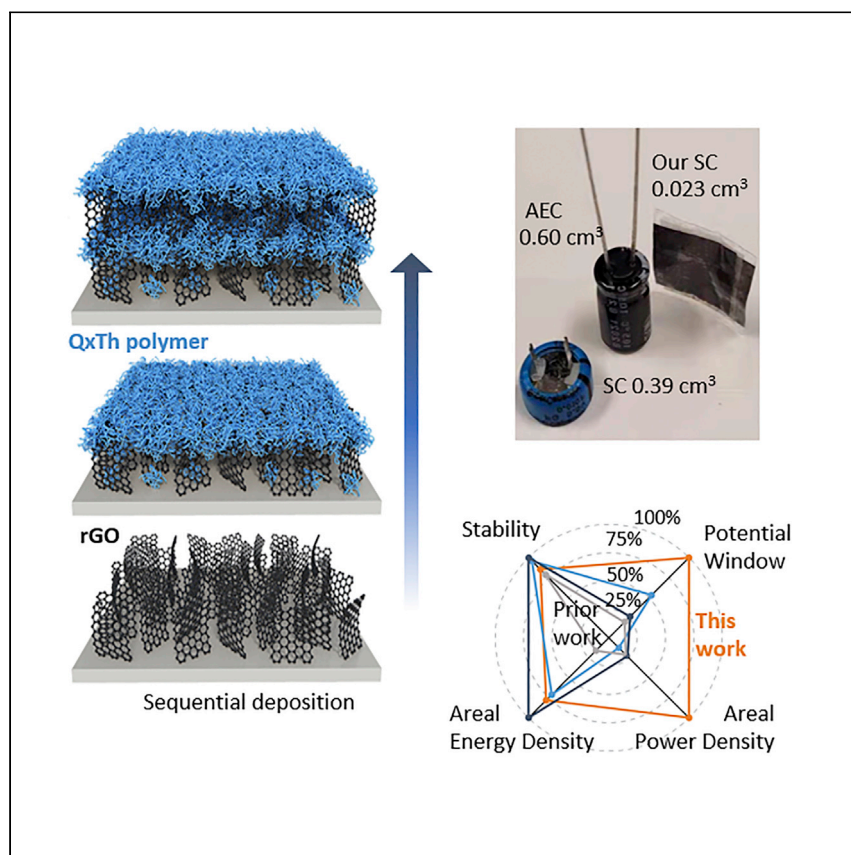 QxTh polymer
rGO
Sequential deposition
Our SC
0.023 cm³
AEC
0.60 cm³
SC 0.39 cm³
Stability
100%
75%
50%
25%
Potential
Window
Prior
work
This
work
Areal
Energy Density
Areal
Power Density